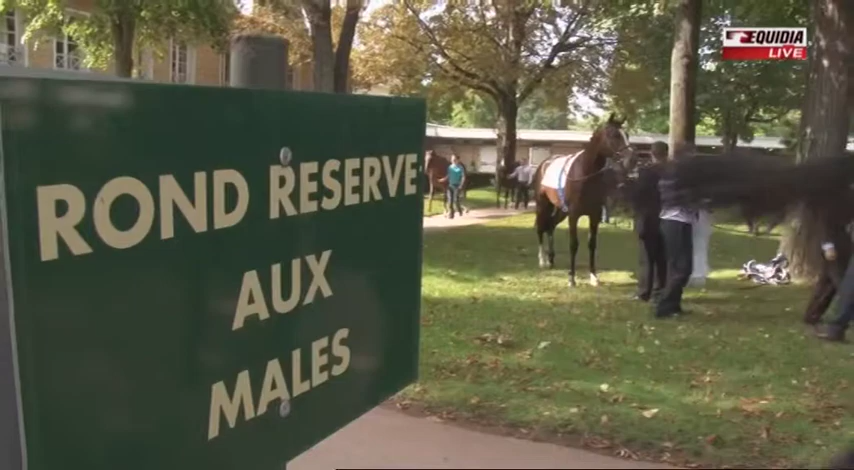 EQUIDIA
LIVE
ROND RESERVE
AUX
MALES